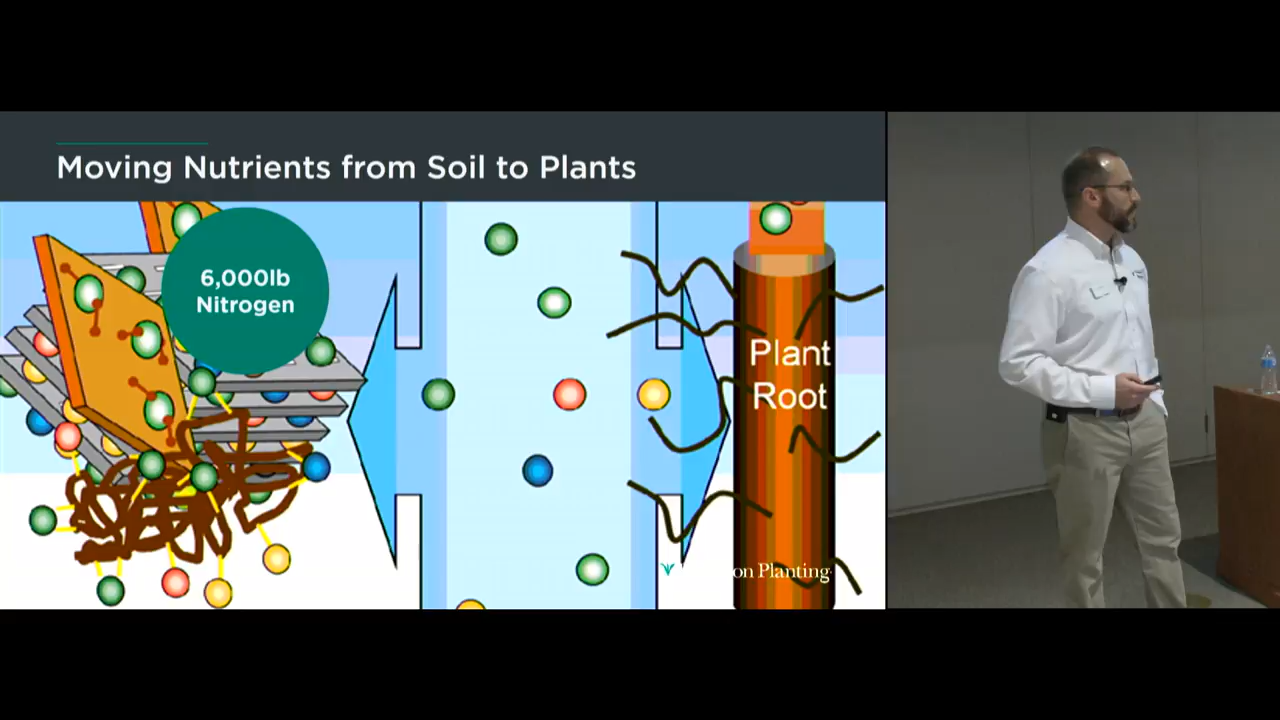 Moving Nutrients from Soil to Plants
6,000lb
Nitrogen
Plant
Root
on Planting